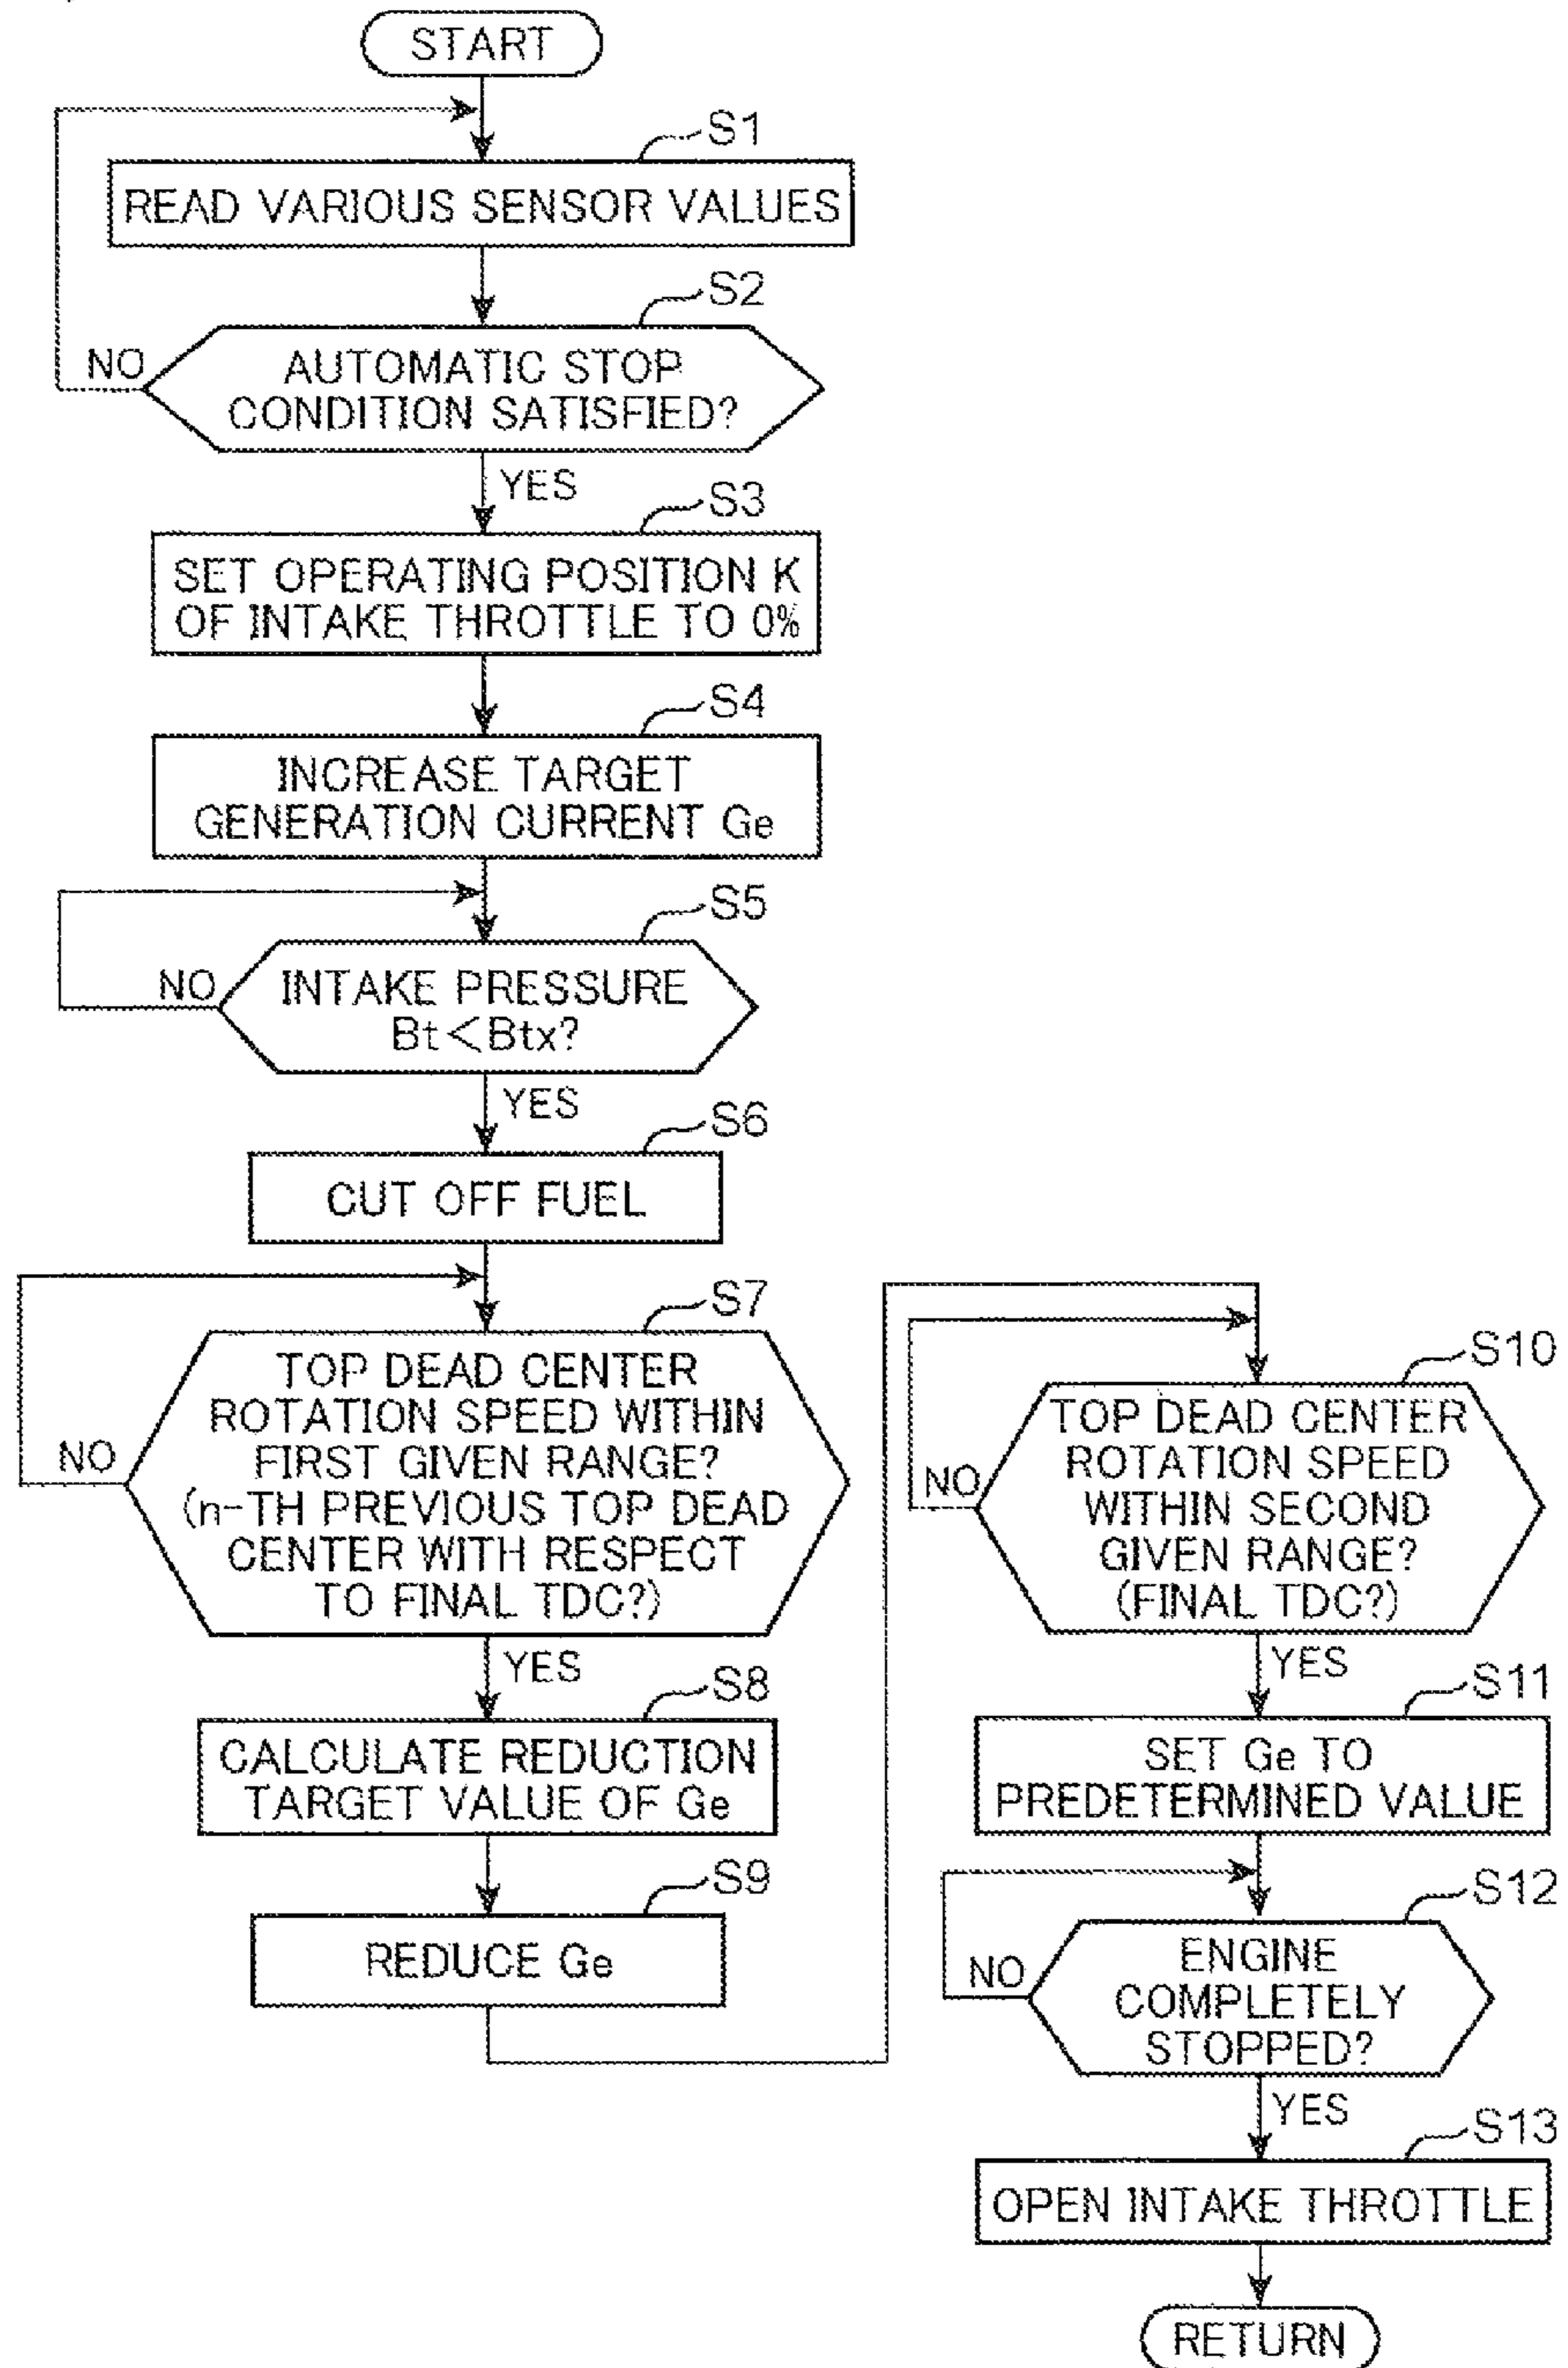 START
S1
READ VARIOUS SENSOR VALUES
S2
AUTOMATIC STOP
CONDITION SATISFIED?
NO
YES
S3
SET OPERATING POSITION K
OF INTAKE THROTTLE TO 0%
S4
INCREASE TARGET
GENERATION CURRENT Ge
S5
INTAKE PRESSURE
Bt<Btx?
NO
YES
S6
CUT OFF FUEL
S7
TOP DEAD CENTER
ROTATION SPEED WITHIN
FIRST GIVEN RANGE?
(n-TH PREVIOUS TOP DEAD
CENTER WITH RESPECT
TO FINAL TDC?)
NO
YES
S8
CALCULATE REDUCTION
TARGET VALUE OF Ge
S9
REDUCE Ge
S10
TOP DEAD CENTER
ROTATION SPEED
WITHIN SECOND
GIVEN RANGE?
(FINAL TDC?)
NO
YES
S11
SET Ge TO
PREDETERMINED VALUE
S12
ENGINE
COMPLETELY
STOPPED?
NO
YES
S13
OPEN INTAKE THROTTLE
RETURN